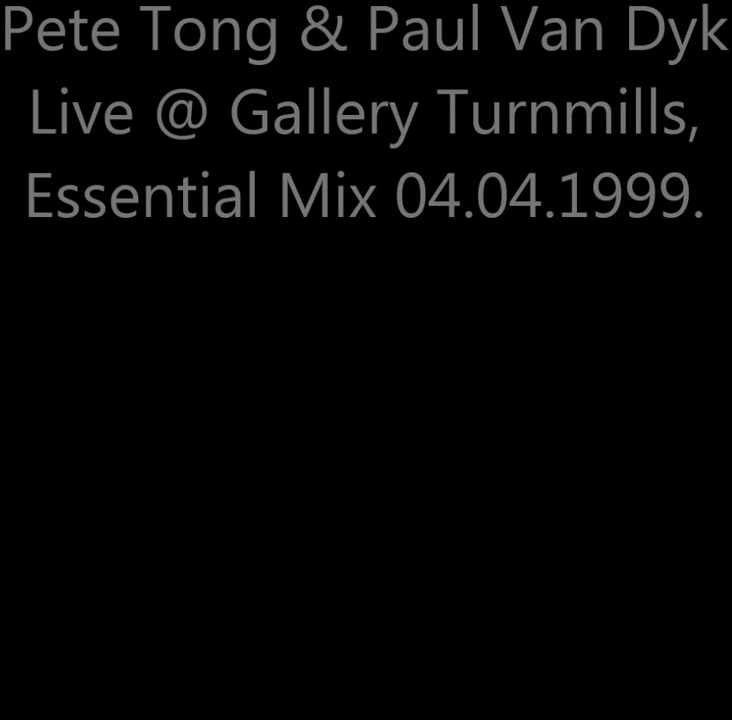 Pete Tong & Paul Van Dyk
Live @ Gallery Turnmills,
Essential Mix 04.04.1999.